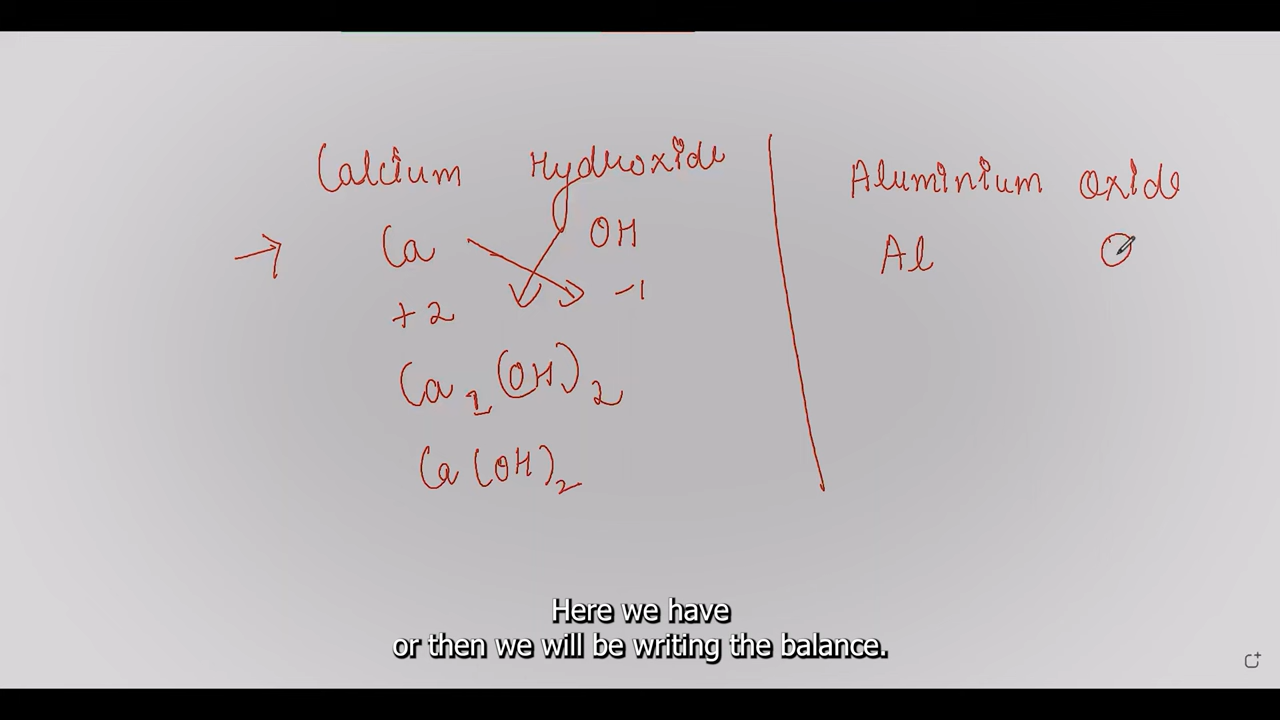 Calcium Hydroxide
Ca OH
+2 -1
Ca1(OH)2
Ca(OH)2
Aluminium Oxide
Al O
Here we have
or then we will be writing the balance.